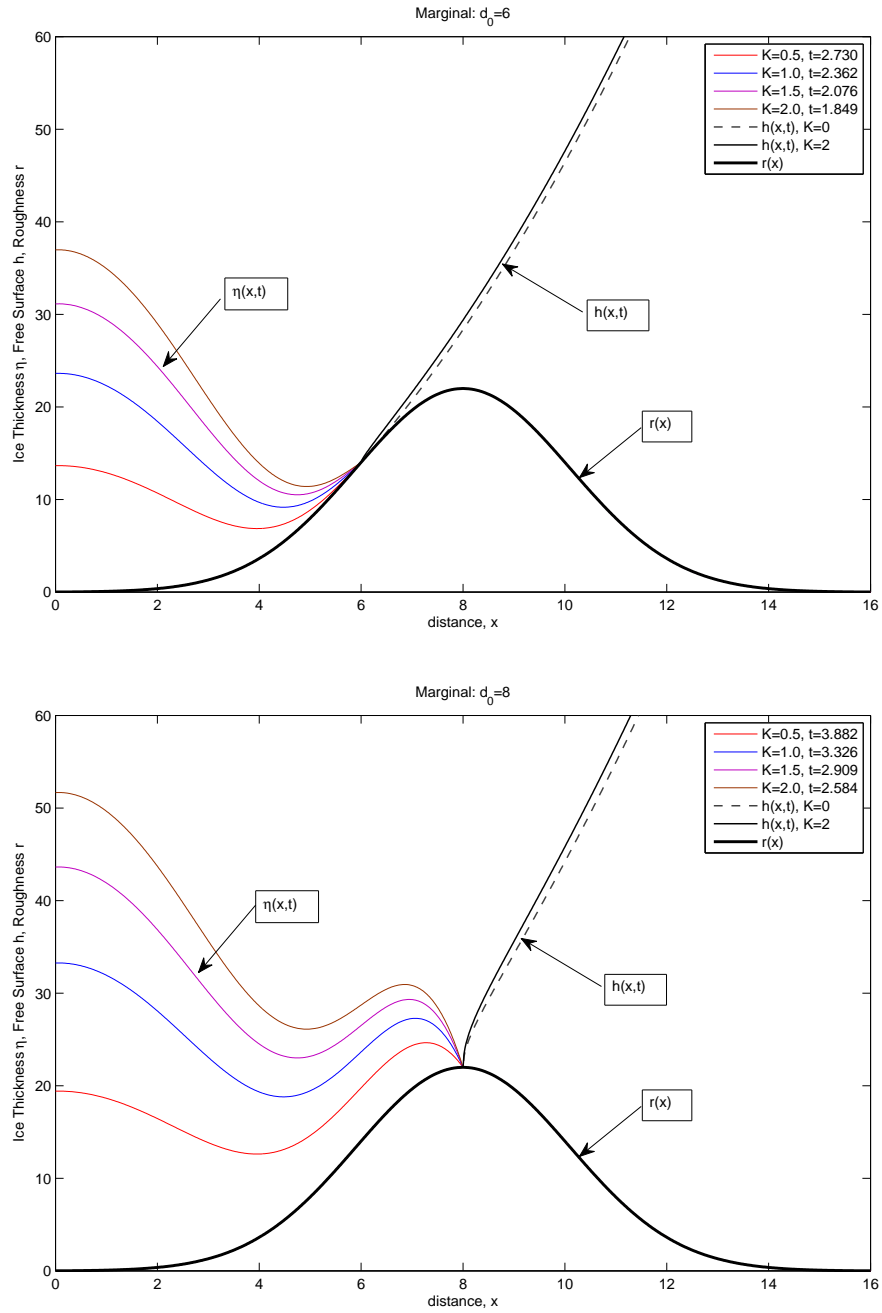 Marginal: d0=6
60
50
40
30
20
10
0
Ice Thickness η, Free Surface h, Roughness r
K=0.5, t=2.730
K=1.0, t=2.362
K=1.5, t=2.076
K=2.0, t=1.849
h(x,t), K=0
h(x,t), K=2
r(x)
η(x,t)
h(x,t)
r(x)
0 2 4 6 8 10 12 14 16
distance, x
Marginal: d0=8
60
50
40
30
20
10
0
Ice Thickness η, Free Surface h, Roughness r
K=0.5, t=3.882
K=1.0, t=3.326
K=1.5, t=2.909
K=2.0, t=2.584
h(x,t), K=0
h(x,t), K=2
r(x)
η(x,t)
h(x,t)
r(x)
0 2 4 6 8 10 12 14 16
distance, x